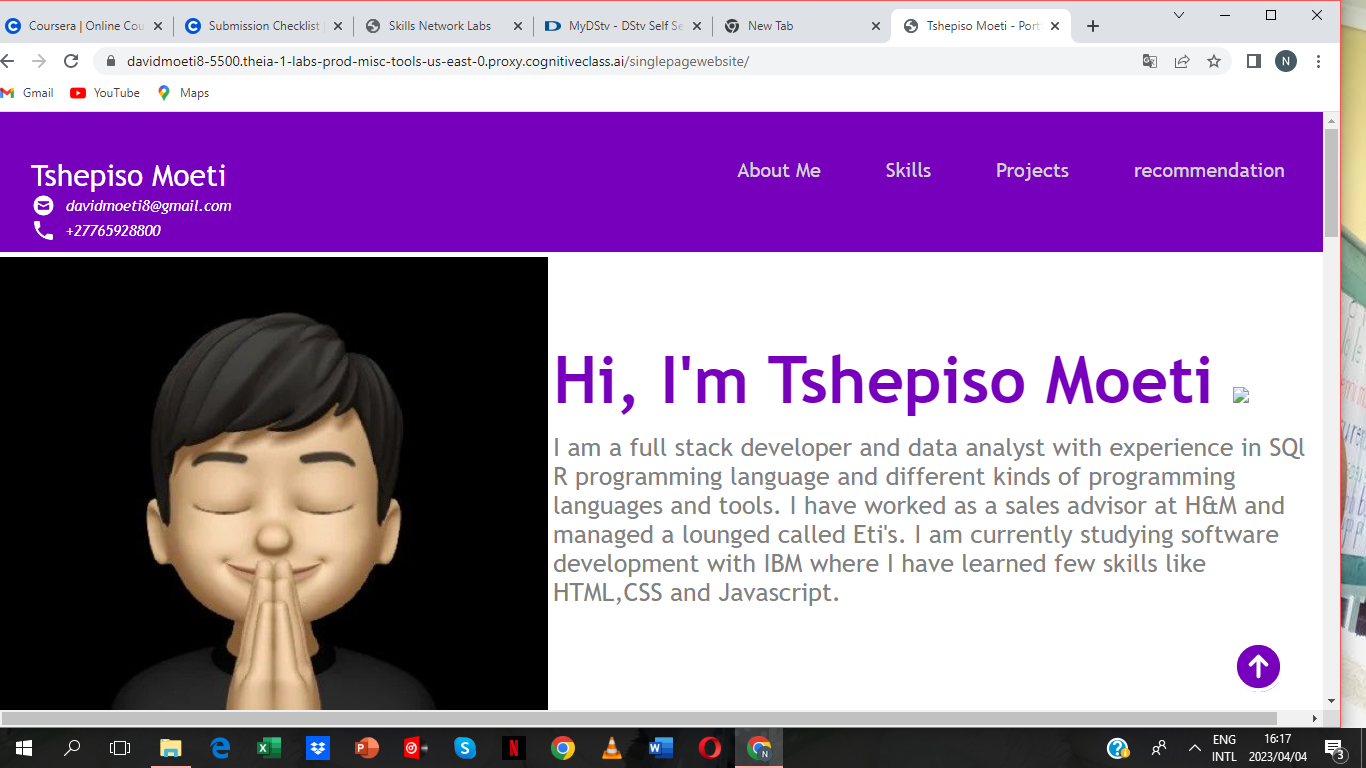 Coursera | Online Cou
Submission Checklist
Skills Network Labs
MyDStv - DStv Self Se
New Tab
Tshepiso Moeti - Port
davidmoeti8-5500.theia-1-labs-prod-misc-tools-us-east-0.proxy.cognitiveclass.ai/singlepagewebsite/
N
Gmail
YouTube
Maps
Tshepiso Moeti
davidmoeti8@gmail.com
+27765928800
About Me
Skills
Projects
recommendation
Hi, I'm Tshepiso Moeti
I am a full stack developer and data analyst with experience in SQl
R programming language and different kinds of programming
languages and tools. I have worked as a sales advisor at H&M and
managed a lounged called Eti's. I am currently studying software
development with IBM where I have learned few skills like
HTML,CSS and Javascript.
ENG
INTL
16:17
2023/04/04
3